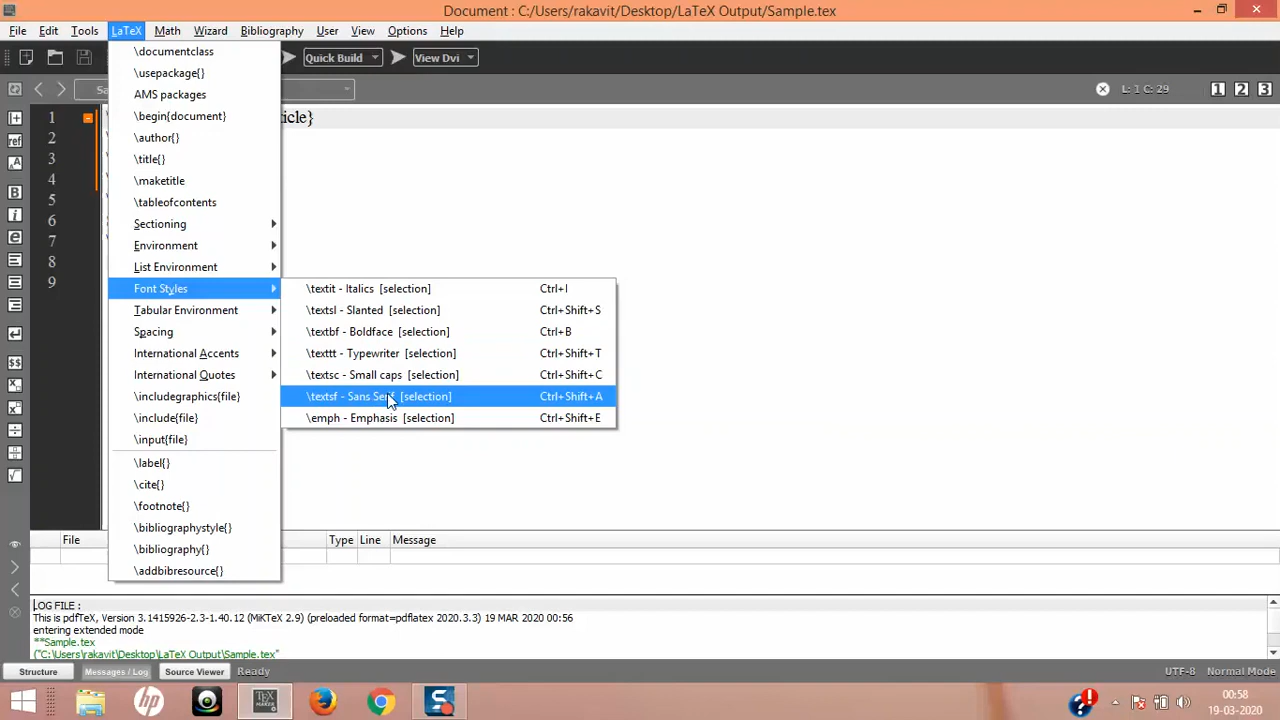 Document : C:/Users/rakavit/Desktop/LaTeX Output/Sample.tex
File Edit Tools LaTeX Math Wizard Bibliography User View Options Help
Quick Build View Dvi
L: 1 C: 29 1 2 3
\documentclass
\usepackage{}
AMS packages
\begin{document}
\author{}
\title{}
\maketitle
\tableofcontents
Sectioning
Environment
List Environment
Font Styles
Tabular Environment
Spacing
International Accents
International Quotes
\includegraphics{file}
\include{file}
\input{file}
\label{}
\cite{}
\footnote{}
\bibliographystyle{}
\bibliography{}
\addbibresource{}
\textit - Italics [selection] Ctrl+I
\textsl - Slanted [selection] Ctrl+Shift+S
\textbf - Boldface [selection] Ctrl+B
\texttt - Typewriter [selection] Ctrl+Shift+T
\textsc - Small caps [selection] Ctrl+Shift+C
\textsf - Sans Serif [selection] Ctrl+Shift+A
\emph - Emphasis [selection] Ctrl+Shift+E
1 icle}
2
3
4
5
6
7
8
9
ref
B
i
e
$$
File Type Line Message
LOG FILE :
This is pdfTeX, Version 3.1415926-2.3-1.40.12 (MiKTeX 2.9) (preloaded format=pdflatex 2020.3.3) 19 MAR 2020 00:56
entering extended mode
**Sample.tex
("C:\Users\rakavit\Desktop\LaTeX Output\Sample.tex"
Structure Messages / Log Source Viewer Ready UTF-8 Normal Mode
hp TEX MAKER S 00:58
19-03-2020